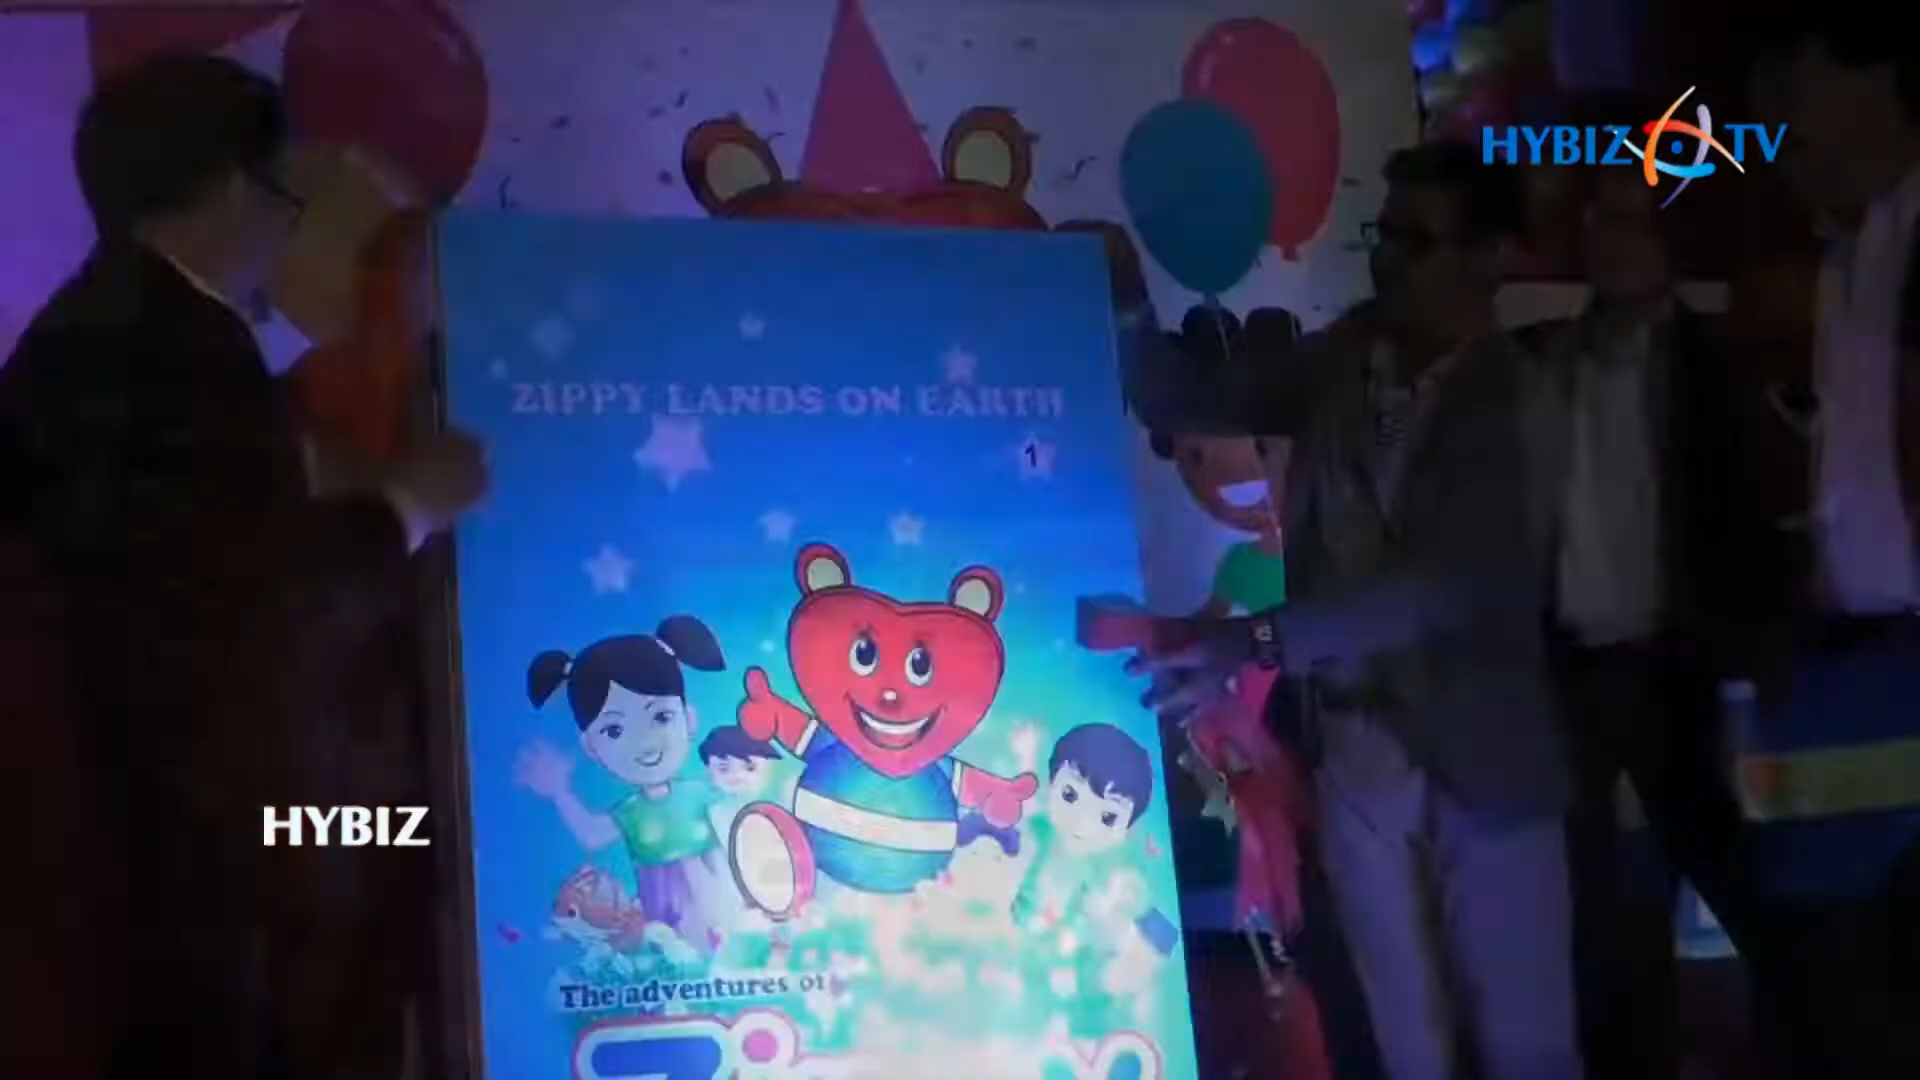 HYBIZ TV
ZIPPY LANDS ON EARTH
1
HYBIZ
The adventures of